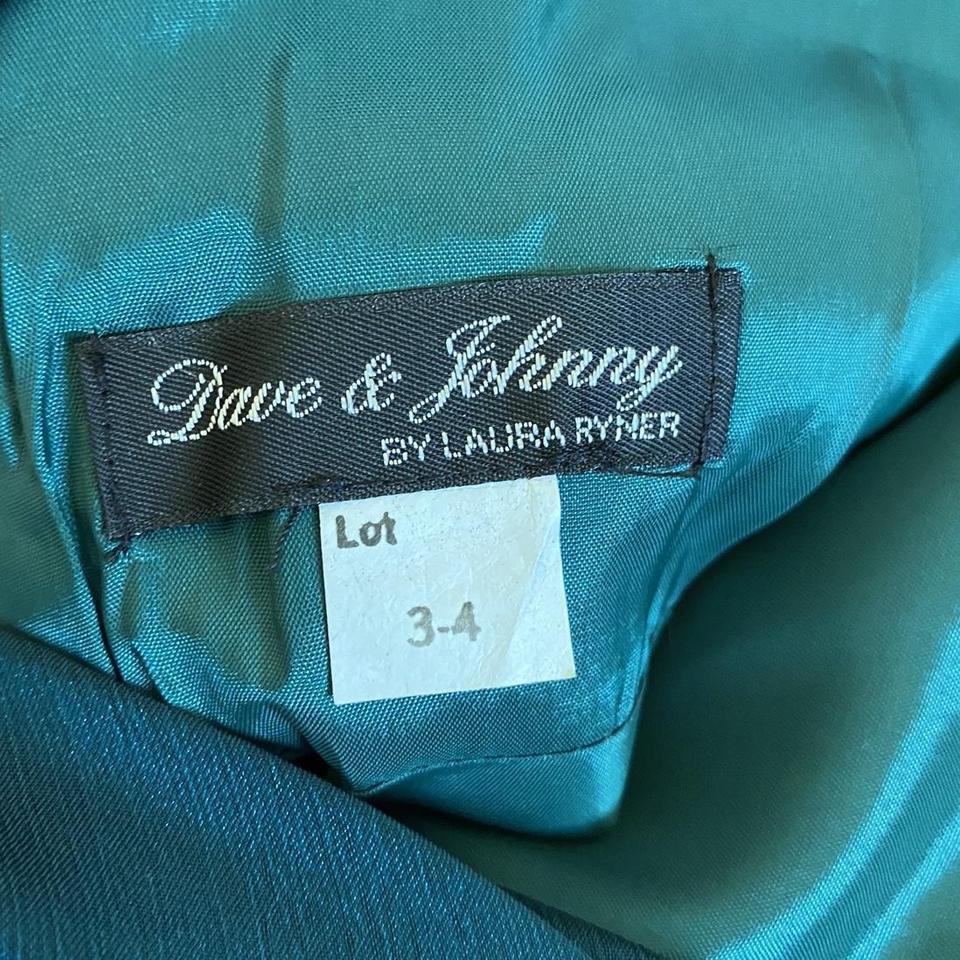 Dave & Johnny
BY LAURA RYNER
Lot
3-4